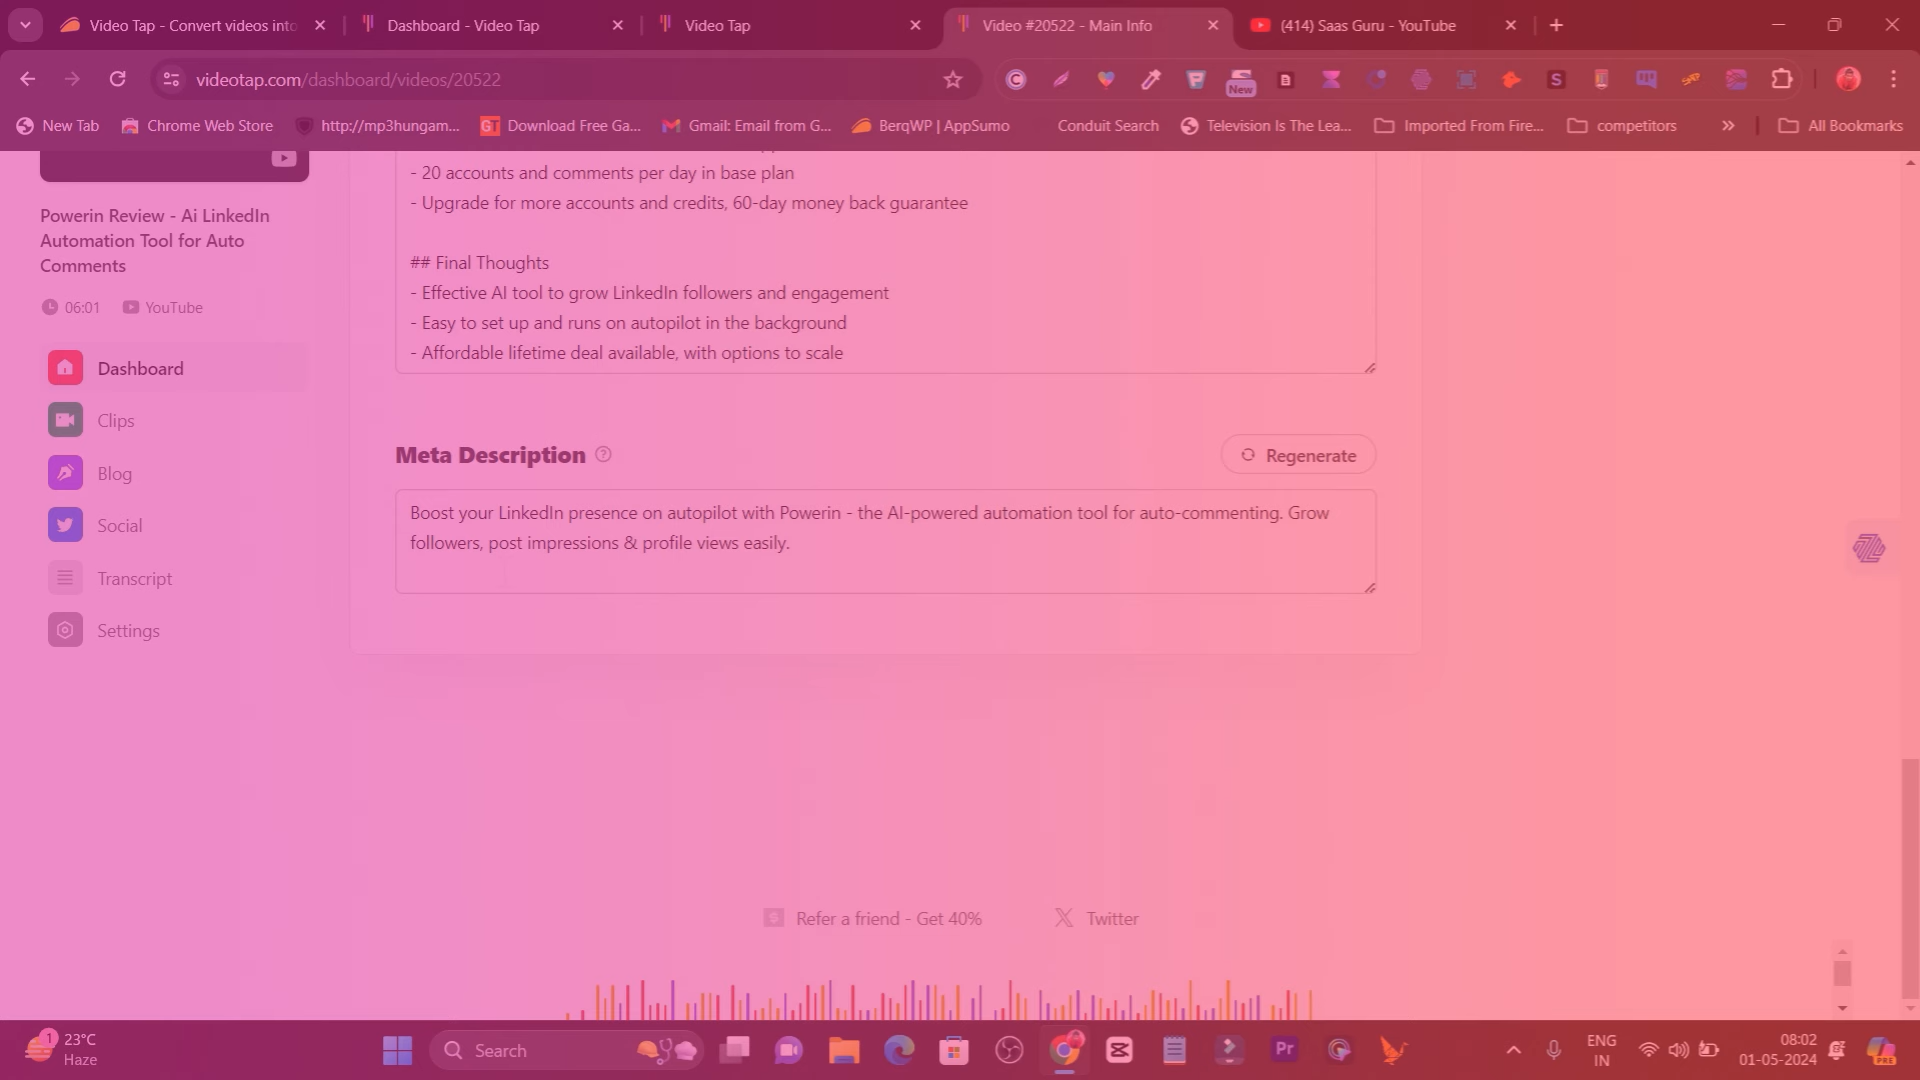 Video Tap - Convert videos into
Dashboard - Video Tap
Video Tap
Video #20522 - Main Info
(414) Saas Guru - YouTube
videotap.com/dashboard/videos/20522
New
New Tab
Chrome Web Store
http://mp3hungam...
Download Free Ga...
Gmail: Email from G...
BerqWP | AppSumo
Conduit Search
Television Is The Lea...
Imported From Fire...
competitors
All Bookmarks
- 20 accounts and comments per day in base plan
- Upgrade for more accounts and credits, 60-day money back guarantee
## Final Thoughts
- Effective AI tool to grow LinkedIn followers and engagement
- Easy to set up and runs on autopilot in the background
- Affordable lifetime deal available, with options to scale
Powerin Review - Ai LinkedIn
Automation Tool for Auto
Comments
06:01 YouTube
Dashboard
Clips
Blog
Social
Transcript
Settings
Meta Description
Regenerate
Boost your LinkedIn presence on autopilot with Powerin - the AI-powered automation tool for auto-commenting. Grow
followers, post impressions & profile views easily.
Refer a friend - Get 40%
Twitter
1
23°C
Haze
Search
Pr
ENG
IN
08:02
01-05-2024
PRE